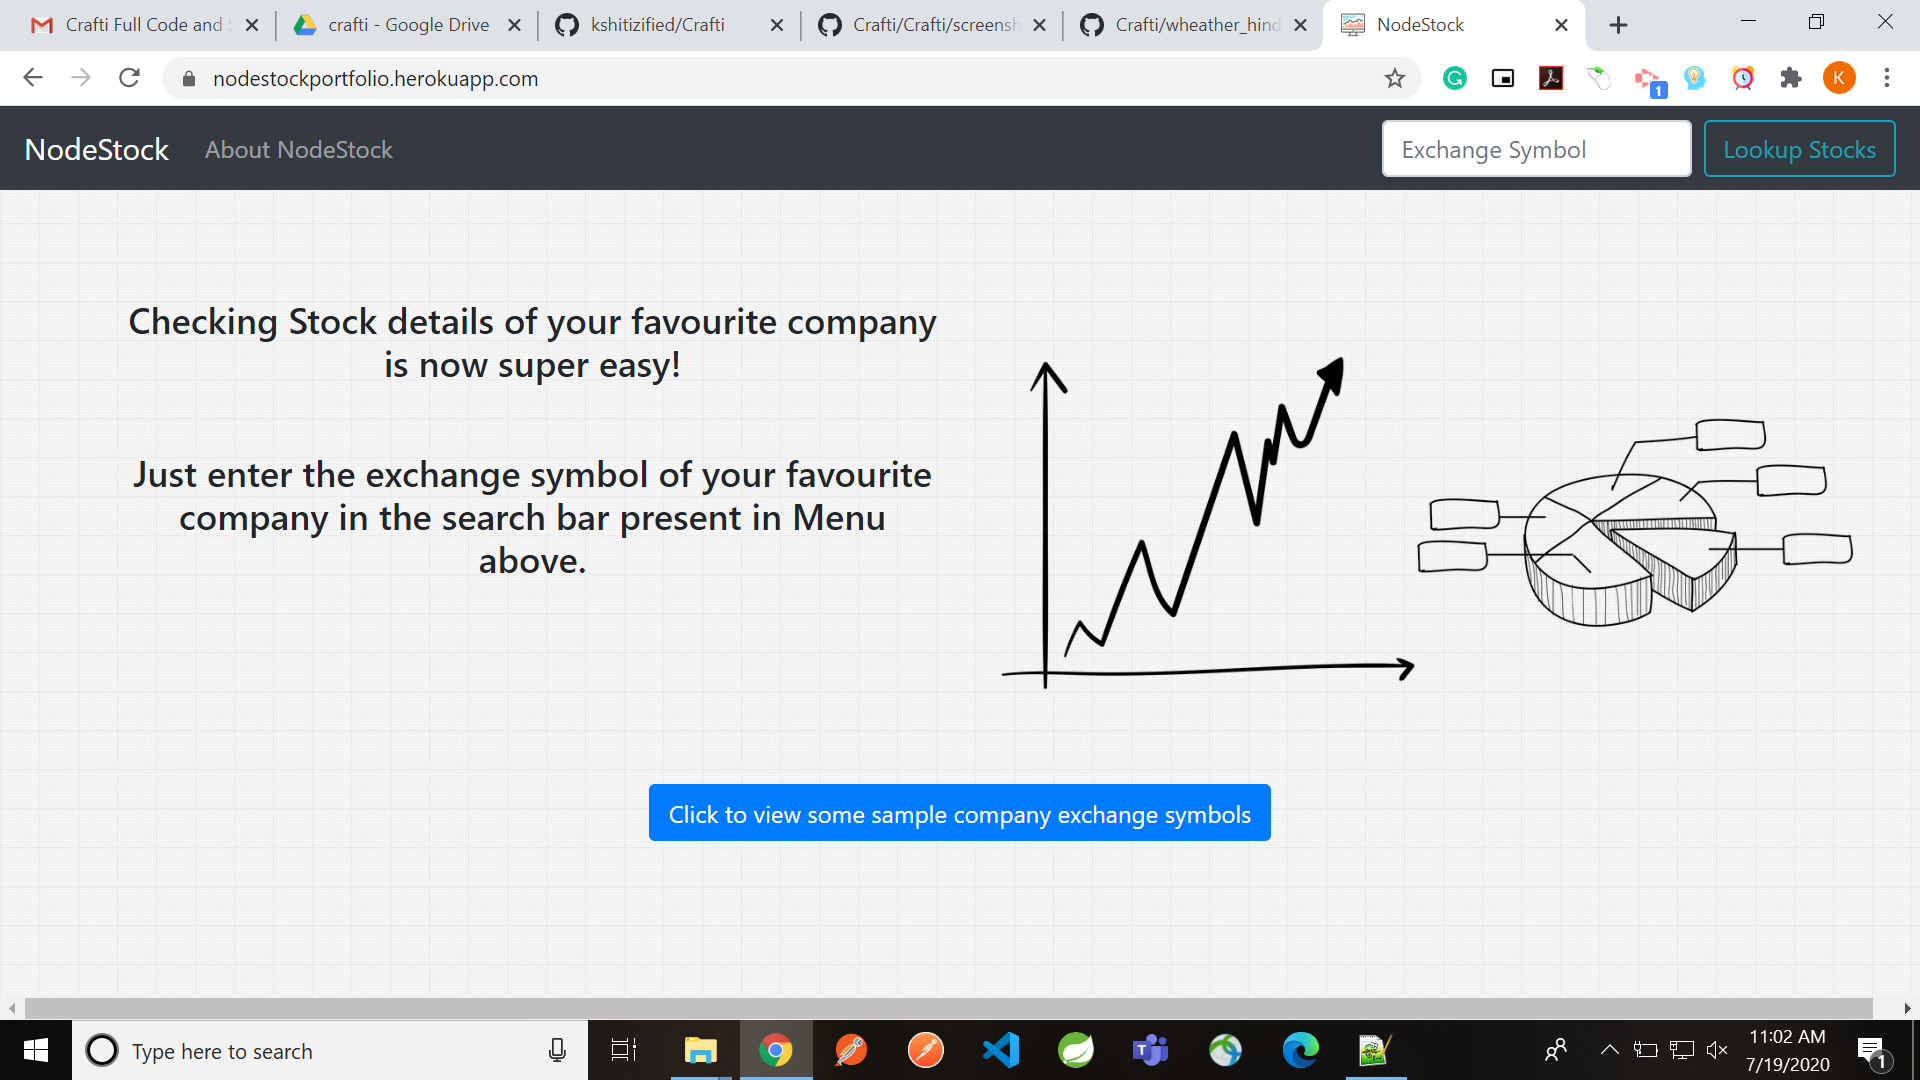 Crafti Full Code and S
crafti - Google Drive
kshitizified/Crafti
Crafti/Crafti/screensh
Crafti/wheather_hind
NodeStock
nodestockportfolio.herokuapp.com
1
K
NodeStock
About NodeStock
Exchange Symbol
Lookup Stocks
Checking Stock details of your favourite company
is now super easy!
Just enter the exchange symbol of your favourite
company in the search bar present in Menu
above.
Click to view some sample company exchange symbols
Type here to search
11:02 AM
7/19/2020
1